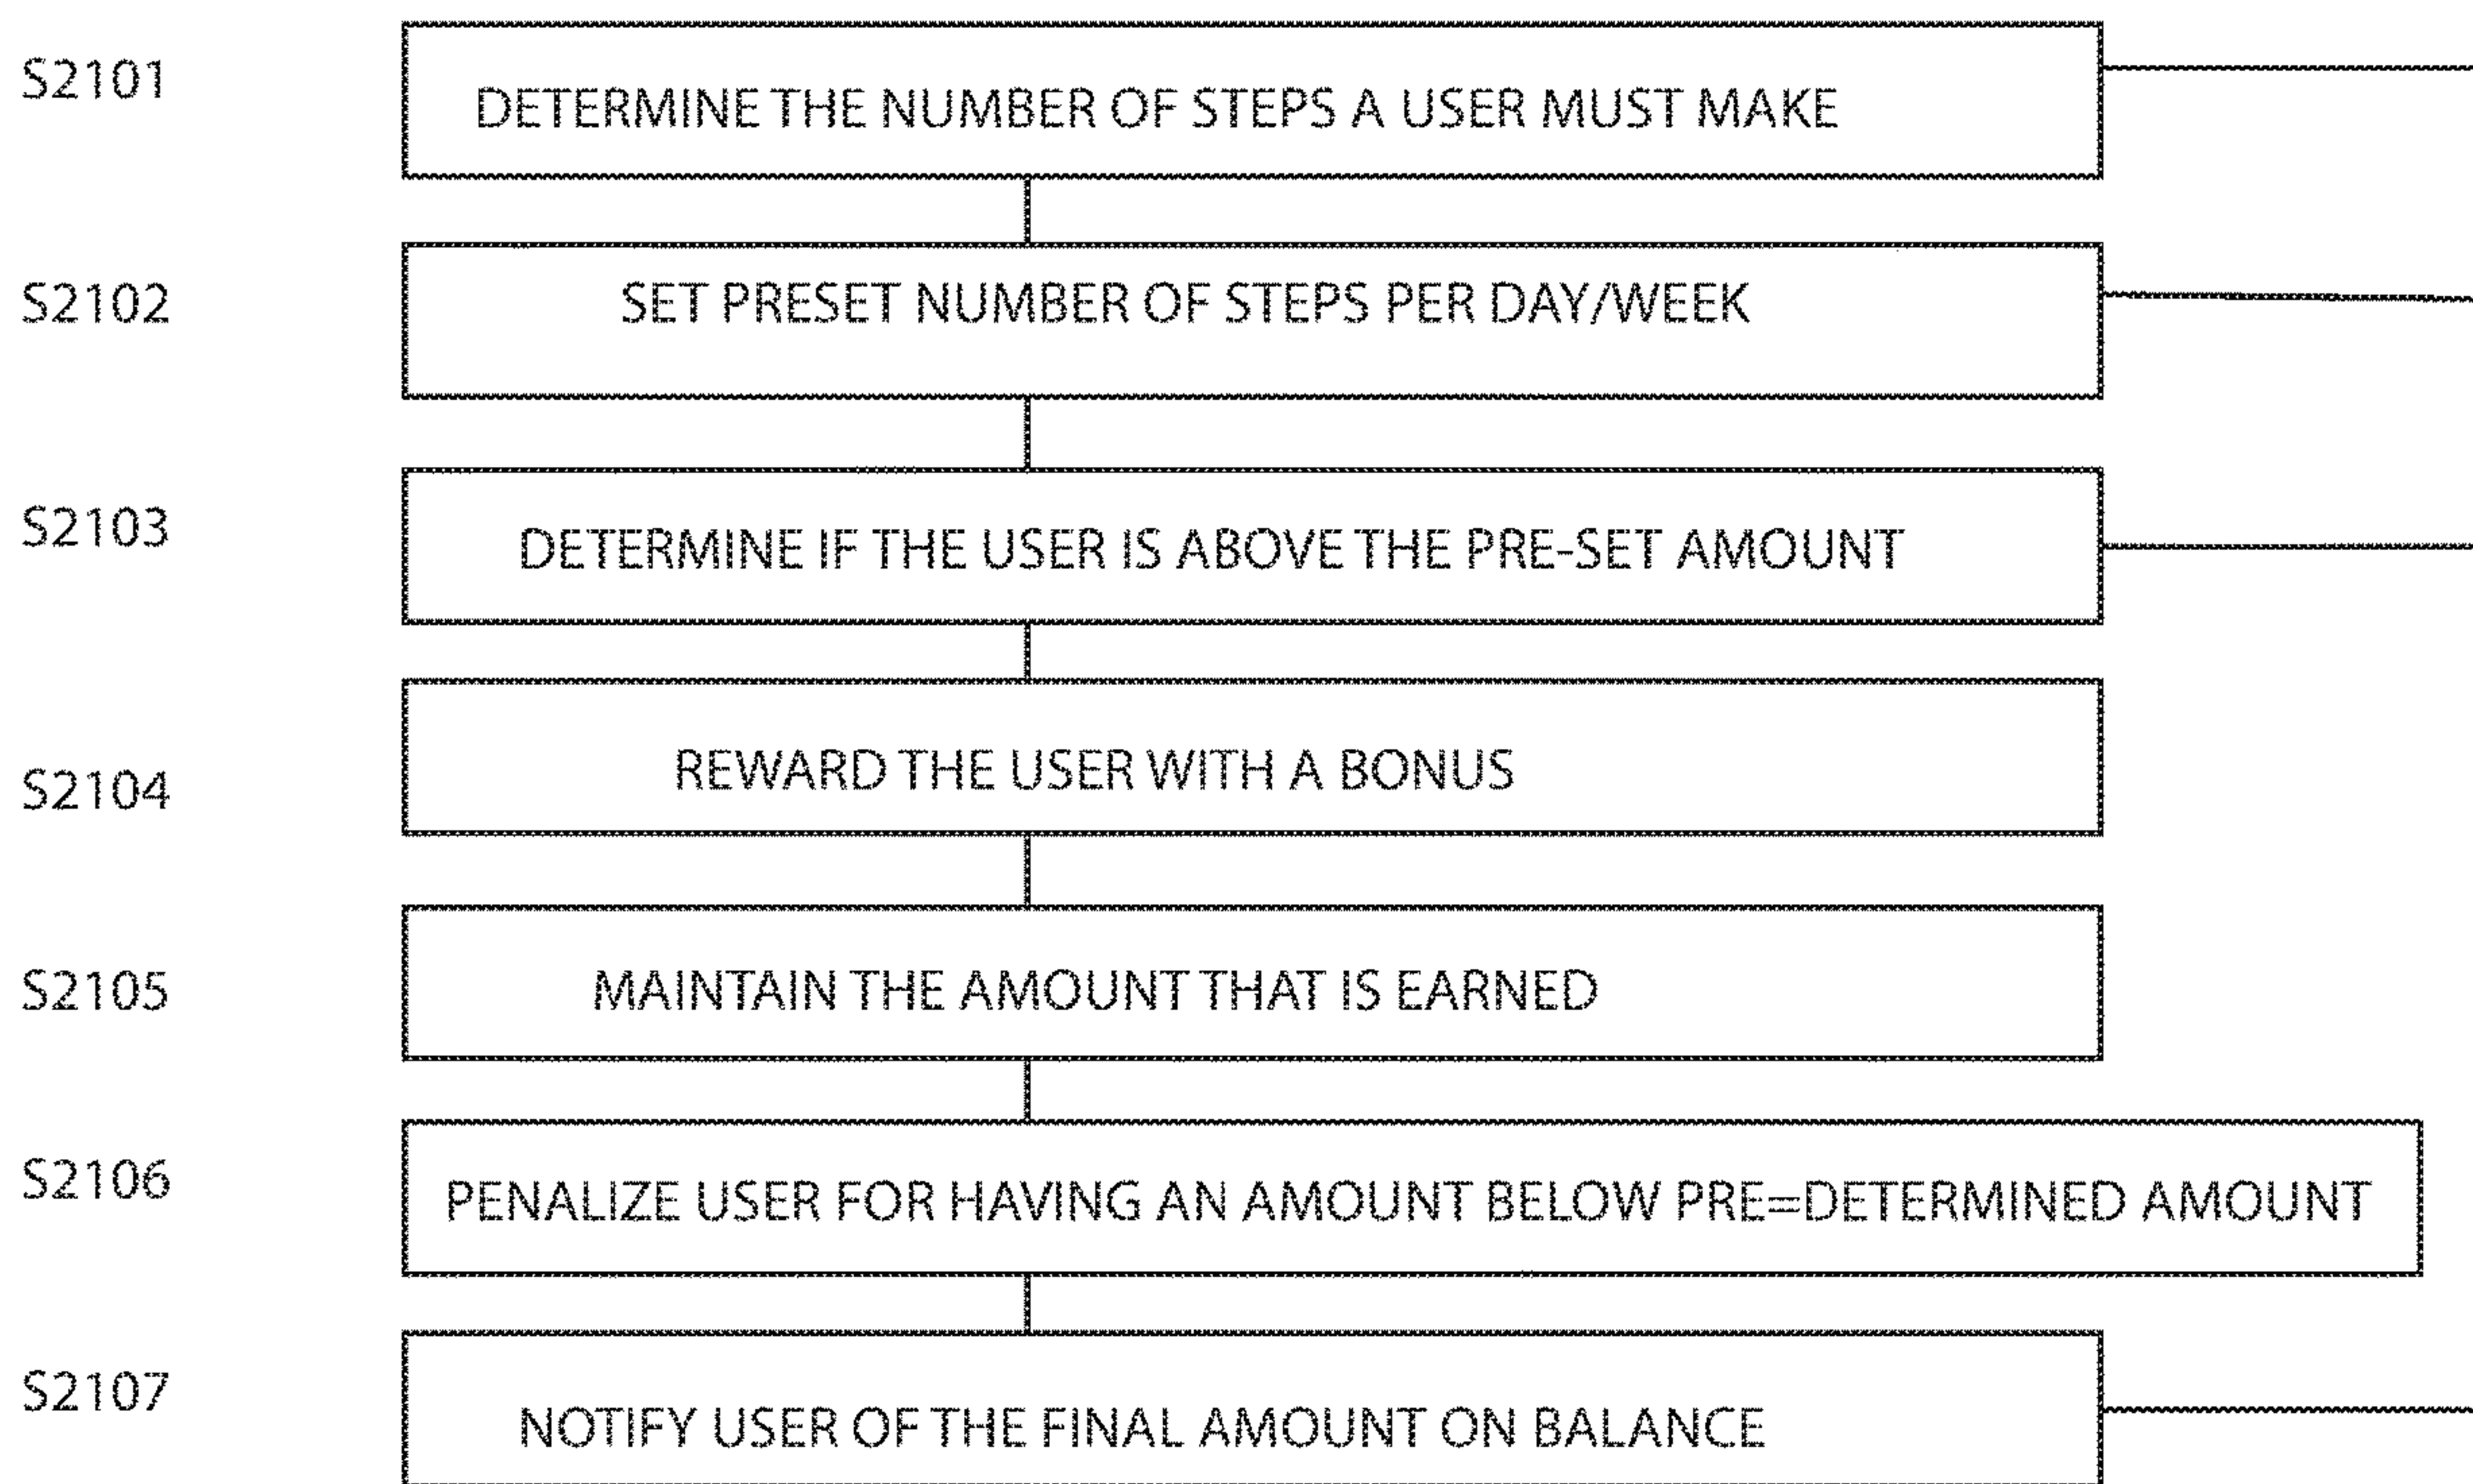 S2101
DETERMINE THE NUMBER OF STEPS A USER MUST MAKE
S2102
SET PRESET NUMBER OF STEPS PER DAY/WEEK
S2103
DETERMINE IF THE USER IS ABOVE THE PRE-SET AMOUNT
S2104
REWARD THE USER WITH A BONUS
S2105
MAINTAIN THE AMOUNT THAT IS EARNED
S2106
PENALIZE USER FOR HAVING AN AMOUNT BELOW PRE=DETERMINED AMOUNT
S2107
NOTIFY USER OF THE FINAL AMOUNT ON BALANCE